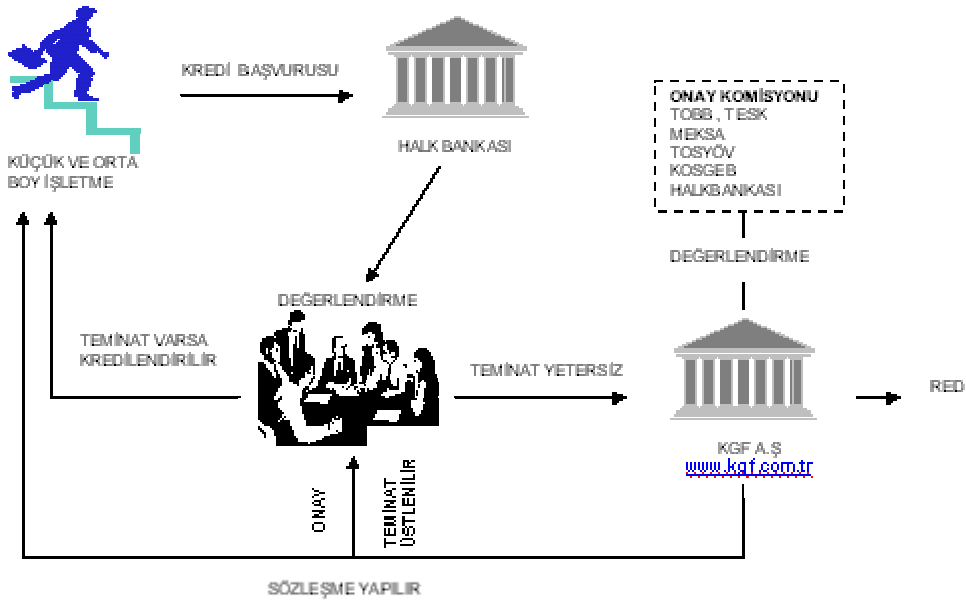 KREDİ BAŞVURUSU
HALK BANKASI
KÜÇÜK VE ORTA
BOY İŞLETME
ONAY KOMİSYONU
TOBB , TESK
MEKSA
TOSYÖV
KOSGEB
HALKBANKASI
DEĞERLENDİRME
DEĞERLENDİRME
TEMİNAT VARSA
KREDİLENDİRİLİR
TEMİNAT YETERSİZ
RED
KGF A.Ş
www.kgf.com.tr
ONAY
TEMİNAT
ÜSTLENİLİR
SÖZLEŞME YAPILIR